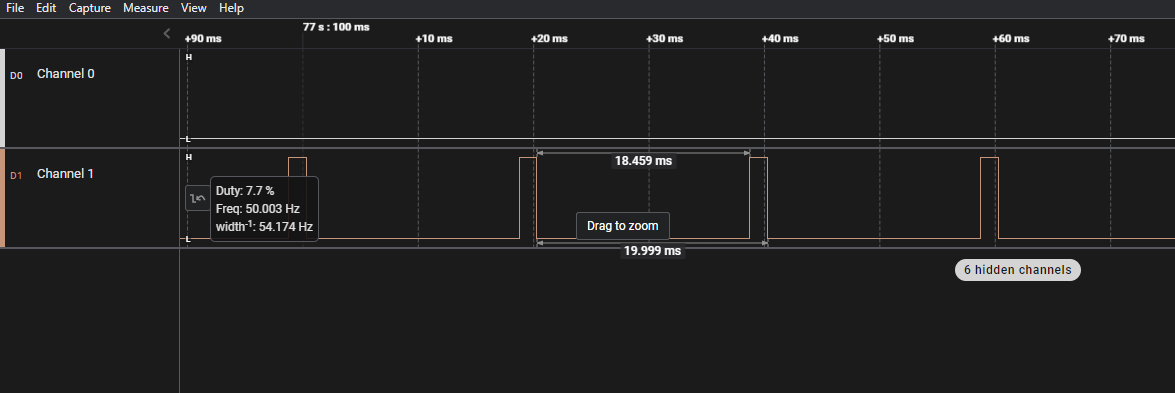 File Edit Capture Measure View Help
77 s : 100 ms
+90 ms +10 ms +20 ms +30 ms +40 ms +50 ms +60 ms +70 ms
D0 Channel 0
H
L
D1 Channel 1
H
L
18.459 ms
Duty: 7.7 %
Freq: 50.003 Hz
width-1: 54.174 Hz
Drag to zoom
19.999 ms
6 hidden channels